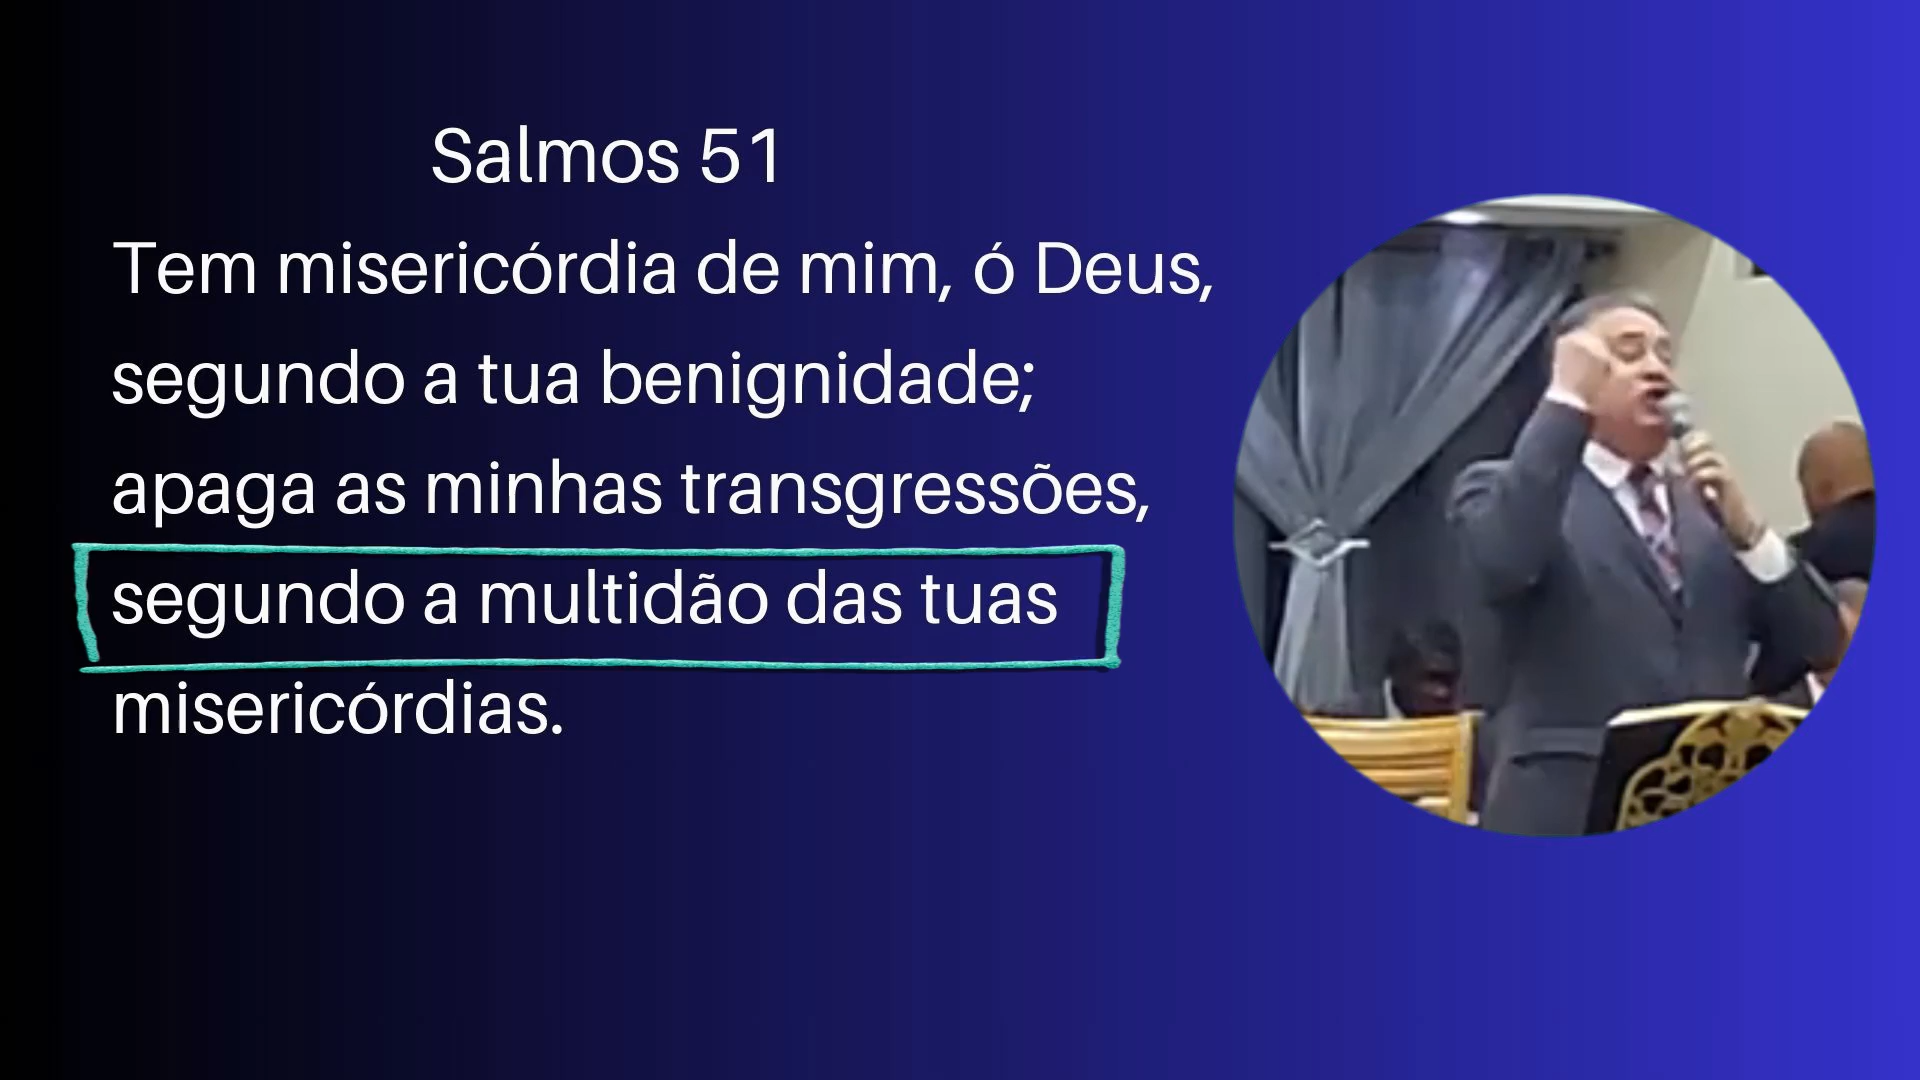 Salmos 51
Tem misericórdia de mim, ó Deus,
segundo a tua benignidade;
apaga as minhas transgressões,
segundo a multidão das tuas
misericórdias.